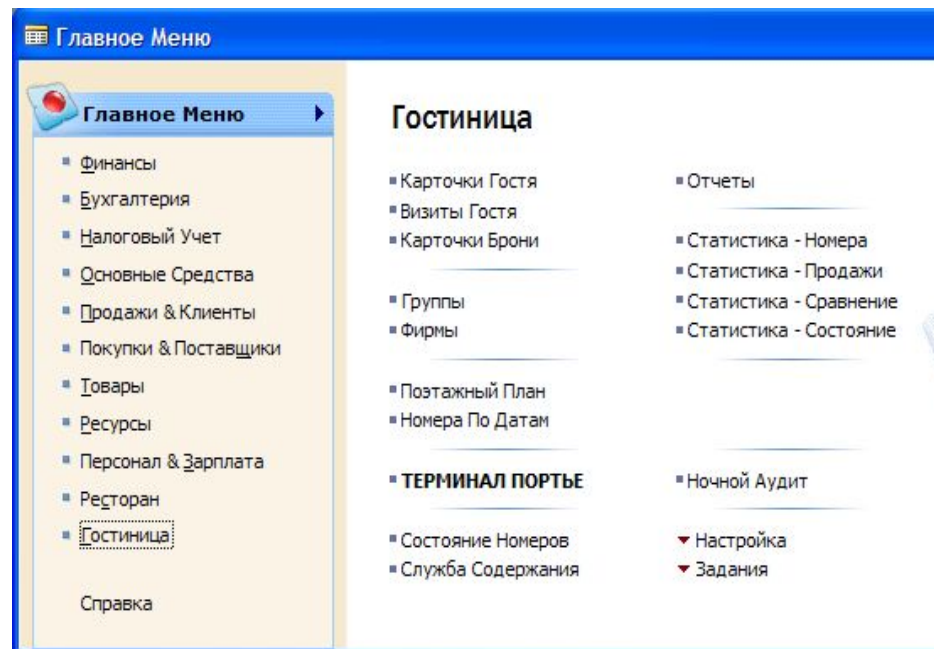 Главное Меню
Главное Меню
Финансы
Бухгалтерия
Налоговый Учет
Основные Средства
Продажи & Клиенты
Покупки & Поставщики
Товары
Ресурсы
Персонал & Зарплата
Ресторан
Гостиница
Справка
Гостиница
Карточки Гостя
Визиты Гостя
Карточки Брони
Группы
Фирмы
Поэтажный План
Номера По Датам
ТЕРМИНАЛ ПОРТЬЕ
Состояние Номеров
Служба Содержания
Отчеты
Статистика - Номера
Статистика - Продажи
Статистика - Сравнение
Статистика - Состояние
Ночной Аудит
Настройка
Задания